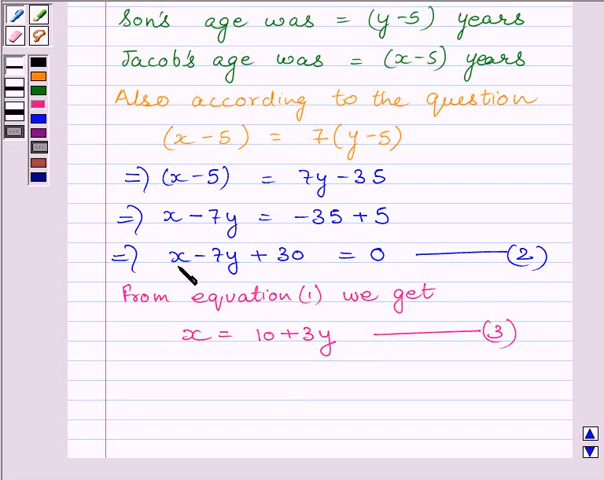 Son's age was = (y-5) years
Jacob's age was = (x-5) years
Also according to the question
(x-5) = 7(y-5)
=) (x-5) = 7y-35
=) x-7y = -35+5
=) x-7y+30 = 0 —— (2)
From equation (1) we get
x = 10+3y —— (3)